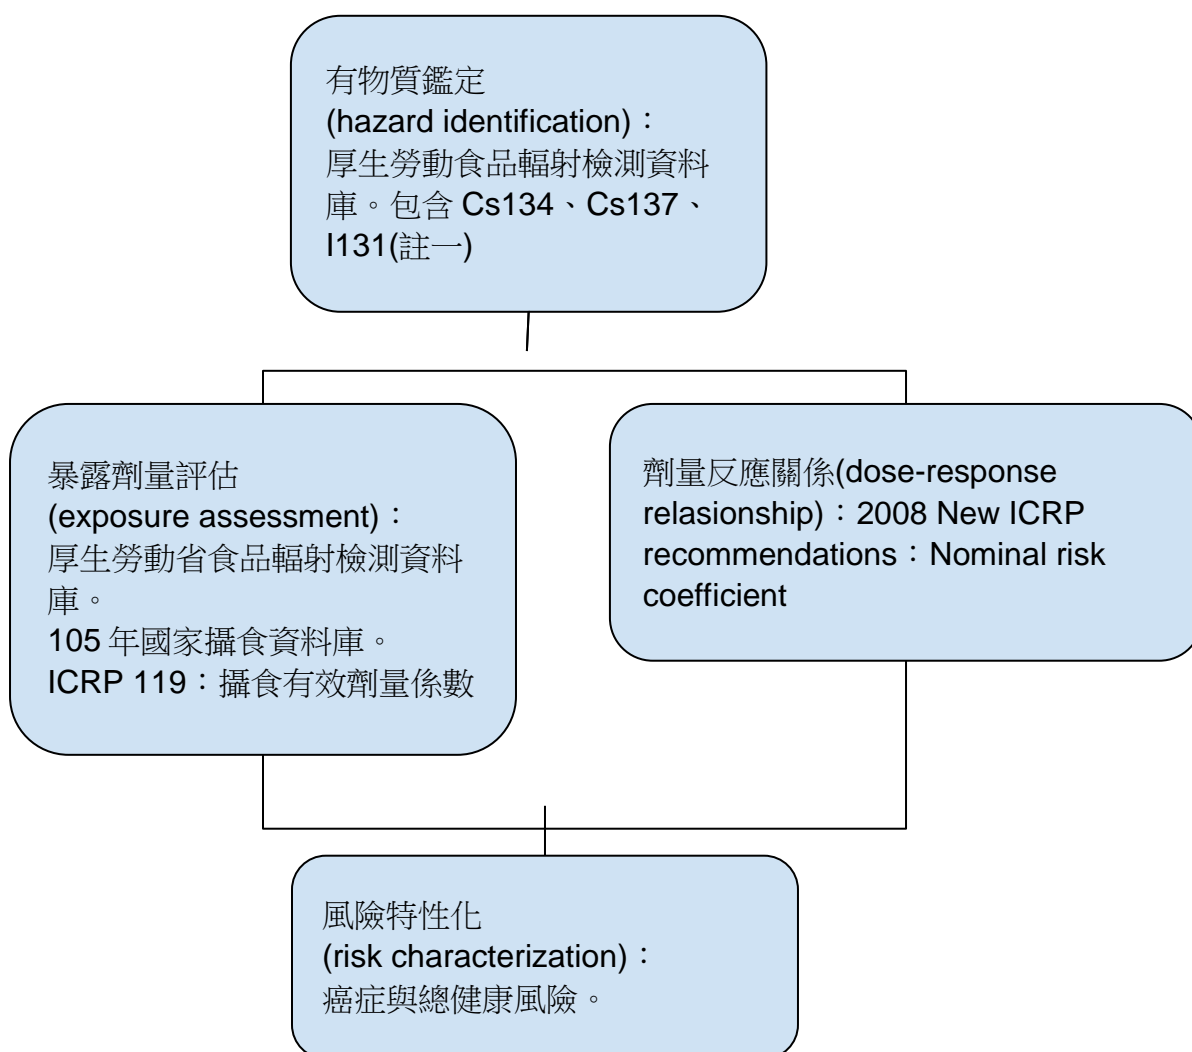 有物質鑑定
(hazard identification)：
厚生勞動食品輻射檢測資料
庫。包含 Cs134、Cs137、
I131(註一)
暴露劑量評估
(exposure assessment)：
厚生勞動省食品輻射檢測資料
庫。
105 年國家攝食資料庫。
ICRP 119：攝食有效劑量係數
劑量反應關係(dose-response
relasionship)：2008 New ICRP
recommendations：Nominal risk
coefficient
風險特性化
(risk characterization)：
癌症與總健康風險。